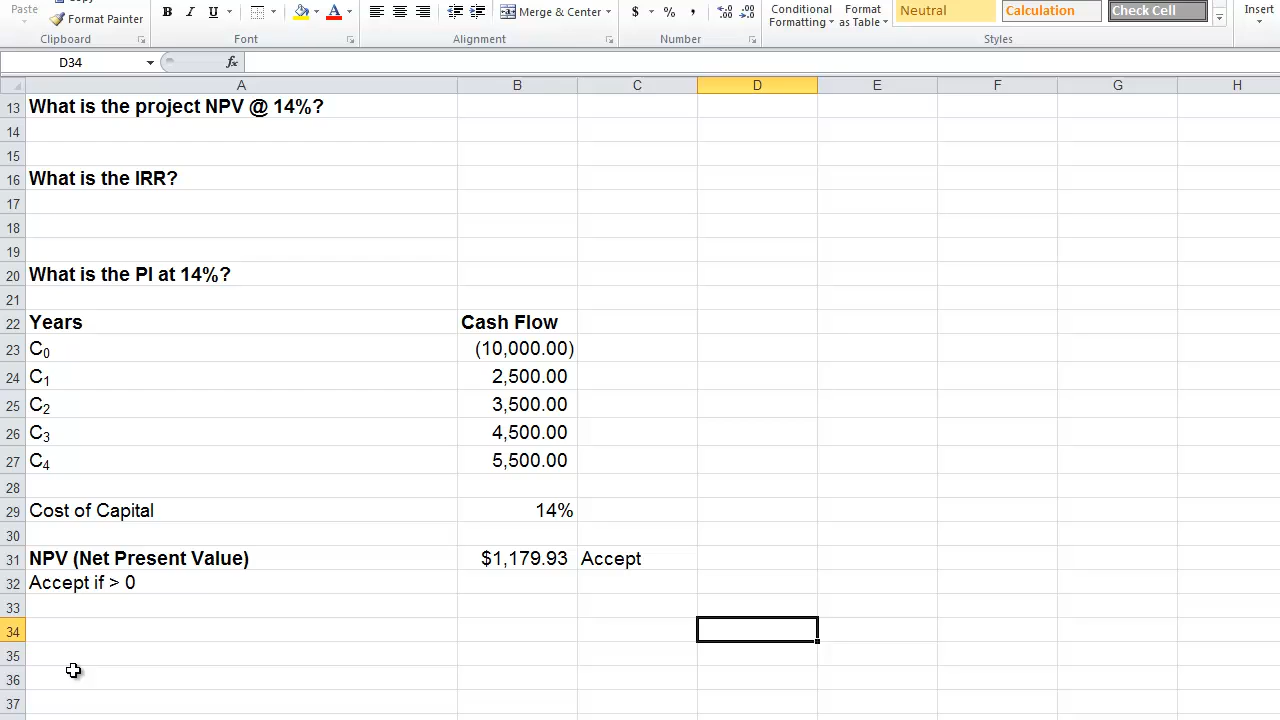 Paste
Format Painter
B I U A
Merge & Center
$ % ,
Conditional Formatting
Format as Table
Neutral
Calculation
Check Cell
Insert
Clipboard
Font
Alignment
Number
Styles
D34
fx
A B C D E F G H
13 What is the project NPV @ 14%?
14
15
16 What is the IRR?
17
18
19
20 What is the PI at 14%?
21
22 Years Cash Flow
23 C0 (10,000.00)
24 C1 2,500.00
25 C2 3,500.00
26 C3 4,500.00
27 C4 5,500.00
28
29 Cost of Capital 14%
30
31 NPV (Net Present Value) $1,179.93 Accept
32 Accept if > 0
33
34
35
36
37